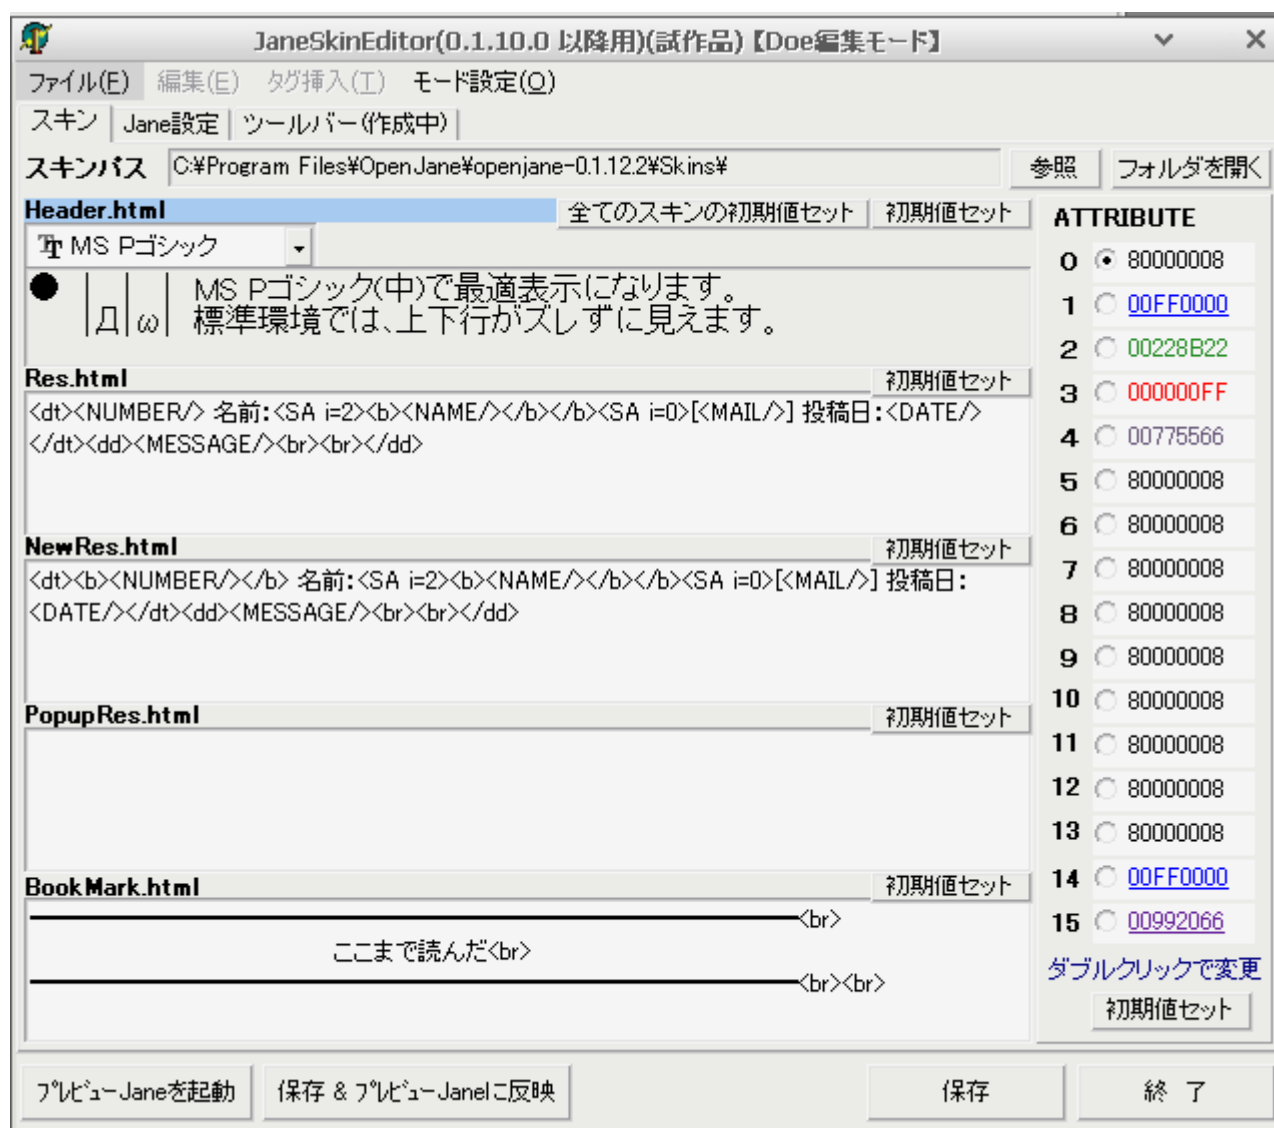 JaneSkinEditor(0.1.10.0 以降用)(試作品)【Doe編集モード】
ファイル(F) 編集(E) タグ挿入(T) モード設定(O)
スキン Jane設定 ツールバー(作成中)
スキンパス C:¥Program Files¥OpenJane¥openjane-0.1.12.2¥Skins¥ 参照 フォルダを開く
Header.html 全てのスキンの初期値セット 初期値セット
MS Pゴシック
●│ │ │ MS Pゴシック(中)で最適表示になります。
│Д│ω│ 標準環境では、上下行がズレずに見えます。
Res.html 初期値セット
<dt><NUMBER/> 名前:<SA i=2><b><NAME/></b></b><SA i=0>[<MAIL/>] 投稿日:<DATE/>
</dt><dd><MESSAGE/><br><br></dd>
NewRes.html 初期値セット
<dt><b><NUMBER/></b> 名前:<SA i=2><b><NAME/></b></b><SA i=0>[<MAIL/>] 投稿日:
<DATE/></dt><dd><MESSAGE/><br><br></dd>
PopupRes.html 初期値セット
BookMark.html 初期値セット
━━━━━━━━━━━━━━━━━━━━━━━━<br>
ここまで読んだ<br>
━━━━━━━━━━━━━━━━━━━━━━━━<br><br>
ATTRIBUTE
0 80000008
1 00FF0000
2 00228B22
3 000000FF
4 00775566
5 80000008
6 80000008
7 80000008
8 80000008
9 80000008
10 80000008
11 80000008
12 80000008
13 80000008
14 00FF0000
15 00992066
ダブルクリックで変更
初期値セット
プレビューJaneを起動 保存 & プレビューJaneに反映 保存 終 了